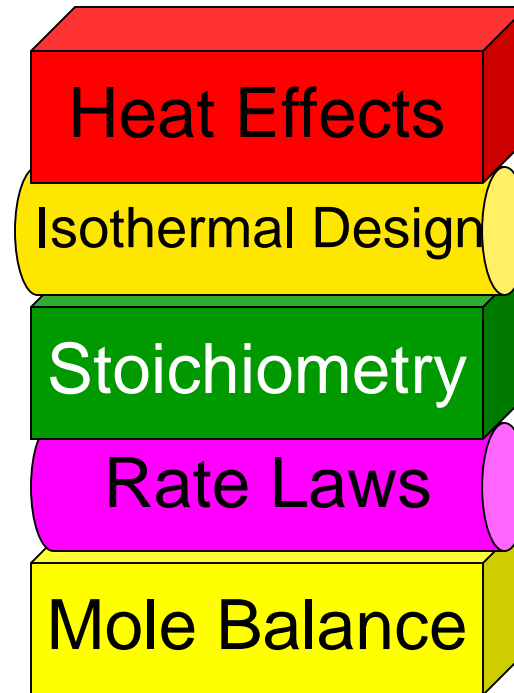 Heat Effects
Isothermal Design
Stoichiometry
Rate Laws
Mole Balance